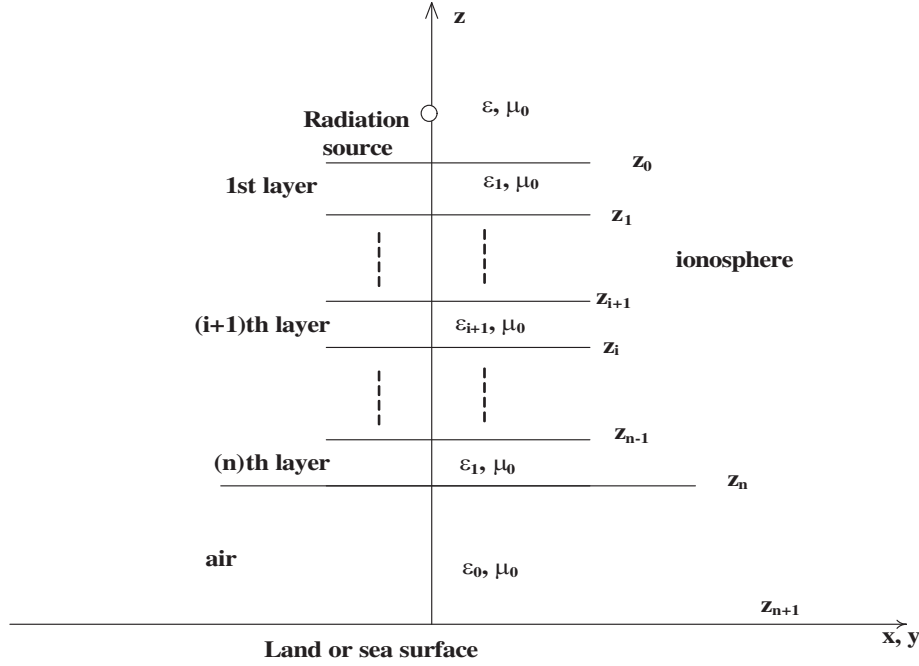 z
ε, μ₀
Radiation
source
z₀
1st layer
ε₁, μ₀
z₁
ionosphere
zᵢ₊₁
(i+1)th layer
εᵢ₊₁, μ₀
zᵢ
zₙ₋₁
(n)th layer
ε₁, μ₀
zₙ
air
ε₀, μ₀
zₙ₊₁
x, y
Land or sea surface